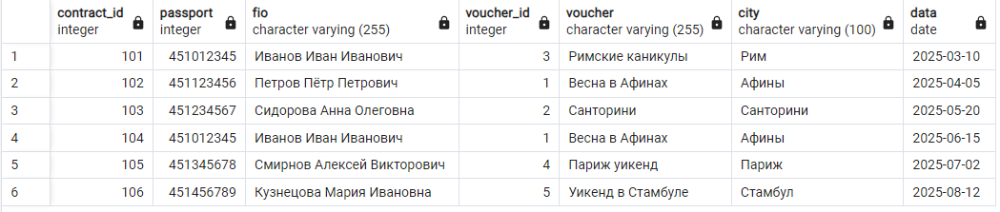 contract_id passport fio voucher_id voucher city data
integer integer character varying (255) integer character varying (255) character varying (100) date
1 101 451012345 Иванов Иван Иванович 3 Римские каникулы Рим 2025-03-10
2 102 451123456 Петров Пётр Петрович 1 Весна в Афинах Афины 2025-04-05
3 103 451234567 Сидорова Анна Олеговна 2 Санторини Санторини 2025-05-20
4 104 451012345 Иванов Иван Иванович 1 Весна в Афинах Афины 2025-06-15
5 105 451345678 Смирнов Алексей Викторович 4 Париж уикенд Париж 2025-07-02
6 106 451456789 Кузнецова Мария Ивановна 5 Уикенд в Стамбуле Стамбул 2025-08-12